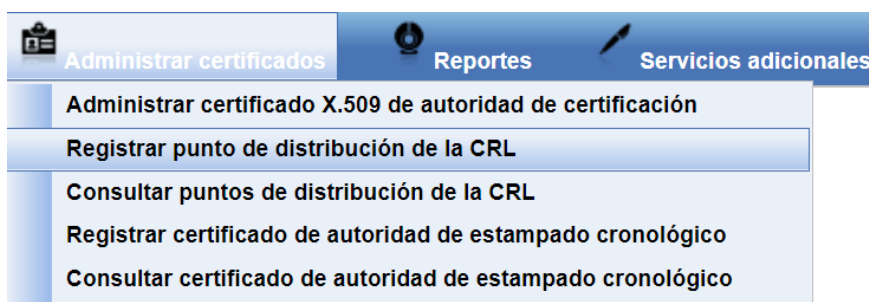 Administrar certificados Reportes Servicios adicionales
Administrar certificado X.509 de autoridad de certificación
Registrar punto de distribución de la CRL
Consultar puntos de distribución de la CRL
Registrar certificado de autoridad de estampado cronológico
Consultar certificado de autoridad de estampado cronológico